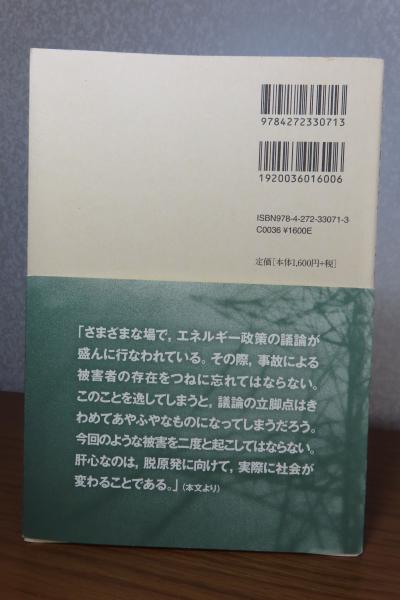 9784272330713
1920036016006
ISBN978-4-272-33071-3
C0036 ¥1600E
定価[本体1,600円+税]
「さまざまな場で，エネルギー政策の議論が
盛んに行なわれている。その際，事故による
被害者の存在をつねに忘れてはならない。
このことを逸してしまうと，議論の立脚点はき
わめてあやふやなものになってしまうだろう。
今回のような被害を二度と起こしてはならない。
肝心なのは，脱原発に向けて，実際に社会が
変わることである。」（本文より）